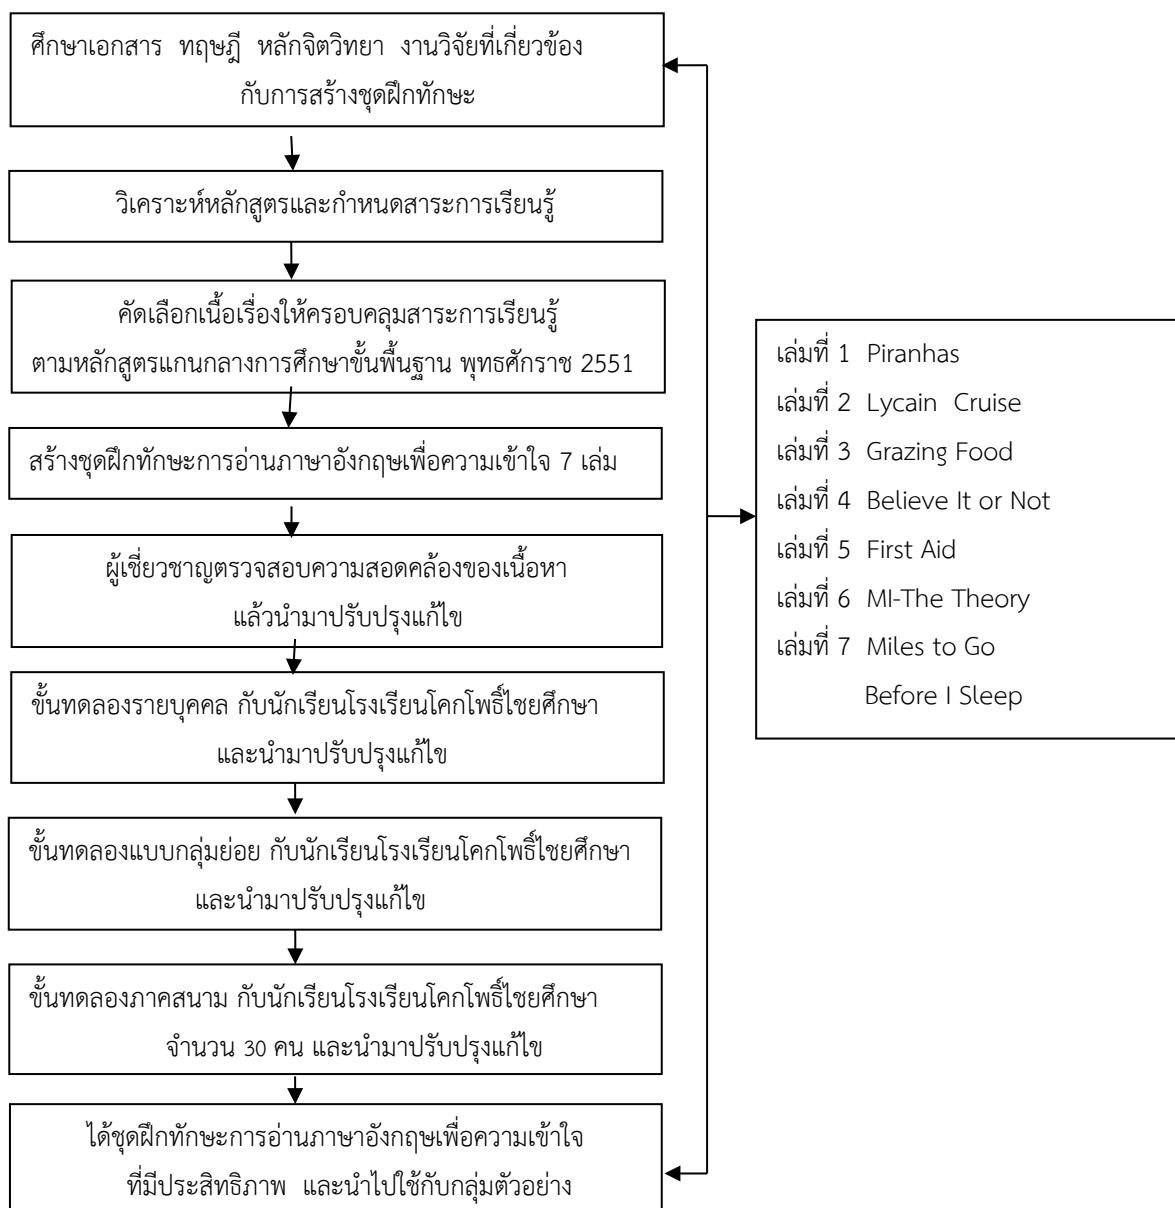 ศึกษาเอกสาร ทฤษฎี หลักจิตวิทยา งานวิจัยที่เกี่ยวข้อง
กับการสร้างชุดฝึกทักษะ
วิเคราะห์หลักสูตรและกำหนดสาระการเรียนรู้
คัดเลือกเนื้อเรื่องให้ครอบคลุมสาระการเรียนรู้
ตามหลักสูตรแกนกลางการศึกษาขั้นพื้นฐาน พุทธศักราช 2551
สร้างชุดฝึกทักษะการอ่านภาษาอังกฤษเพื่อความเข้าใจ 7 เล่ม
ผู้เชี่ยวชาญตรวจสอบความสอดคล้องของเนื้อหา
แล้วนำมาปรับปรุงแก้ไข
ขั้นทดลองรายบุคคล กับนักเรียนโรงเรียนโคกโพธิ์ไชยศึกษา
และนำมาปรับปรุงแก้ไข
ขั้นทดลองแบบกลุ่มย่อย กับนักเรียนโรงเรียนโคกโพธิ์ไชยศึกษา
และนำมาปรับปรุงแก้ไข
ขั้นทดลองภาคสนาม กับนักเรียนโรงเรียนโคกโพธิ์ไชยศึกษา
จำนวน 30 คน และนำมาปรับปรุงแก้ไข
ได้ชุดฝึกทักษะการอ่านภาษาอังกฤษเพื่อความเข้าใจ
ที่มีประสิทธิภาพ และนำไปใช้กับกลุ่มตัวอย่าง
เล่มที่ 1 Piranhas
เล่มที่ 2 Lycain Cruise
เล่มที่ 3 Grazing Food
เล่มที่ 4 Believe It or Not
เล่มที่ 5 First Aid
เล่มที่ 6 MI-The Theory
เล่มที่ 7 Miles to Go
Before I Sleep